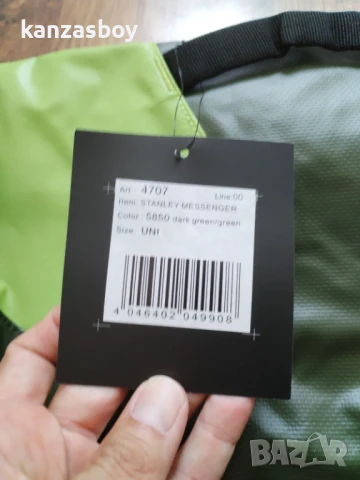 kanzasboy
Art: 4707 Line:00
Item: STANLEY MESSENGER
Color: 5850 dark green/green
Size: UNI
4 046402 049908
BAZAR